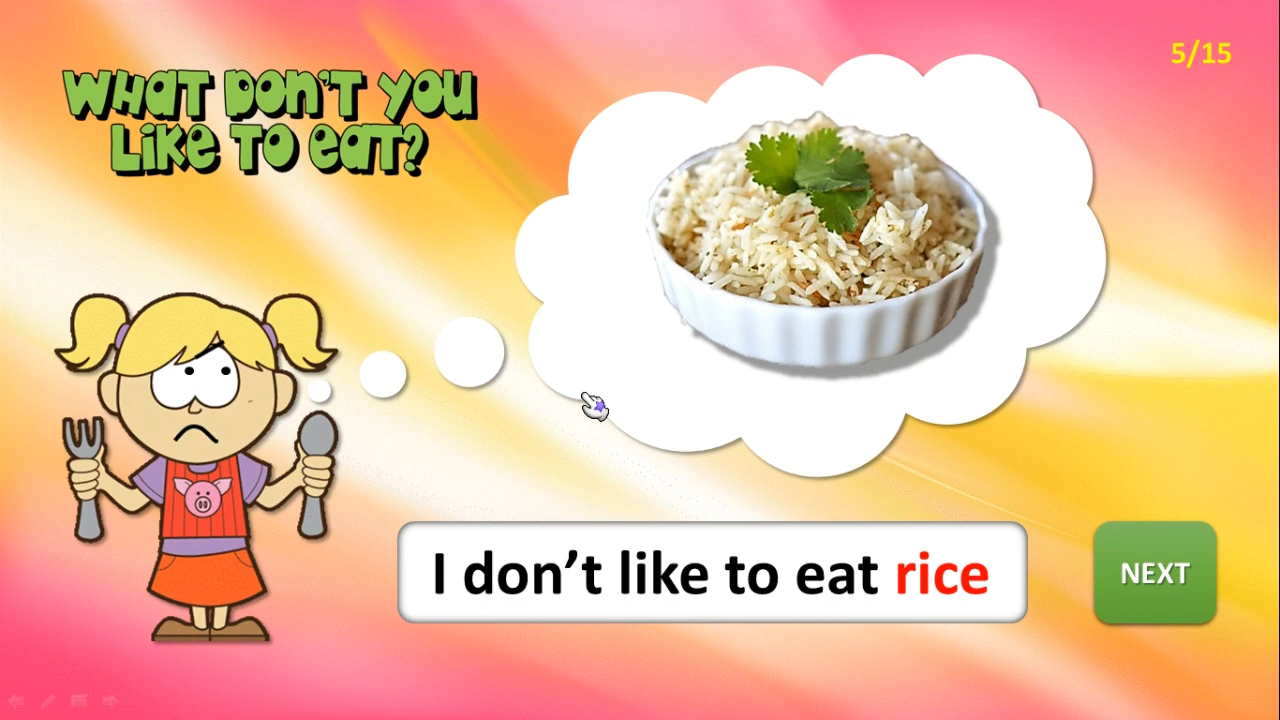 5/15
WHAT DON'T YOU
LIKE TO EAT?
I don't like to eat rice
NEXT